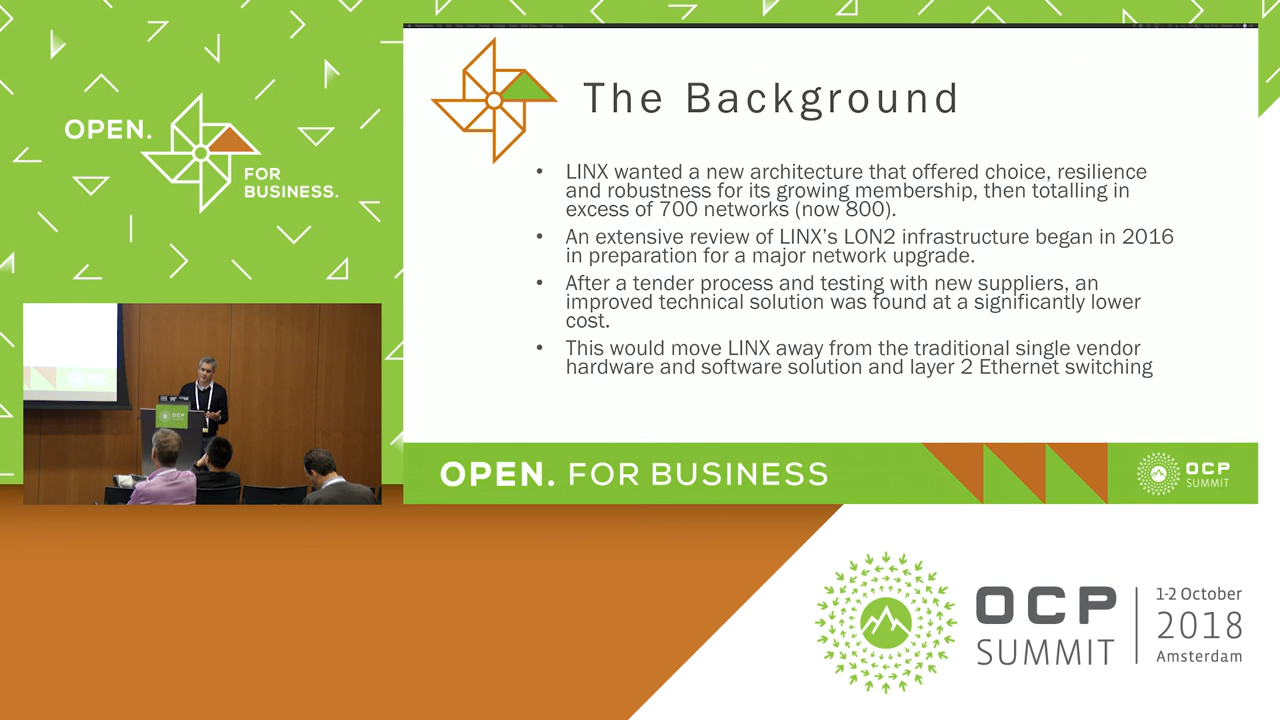 OPEN.
FOR
BUSINESS.
The Background
• LINX wanted a new architecture that offered choice, resilience
and robustness for its growing membership, then totalling in
excess of 700 networks (now 800).
• An extensive review of LINX’s LON2 infrastructure began in 2016
in preparation for a major network upgrade.
• After a tender process and testing with new suppliers, an
improved technical solution was found at a significantly lower
cost.
• This would move LINX away from the traditional single vendor
hardware and software solution and layer 2 Ethernet switching
OPEN. FOR BUSINESS
OCP
SUMMIT
OCP
SUMMIT
1-2 October
2018
Amsterdam